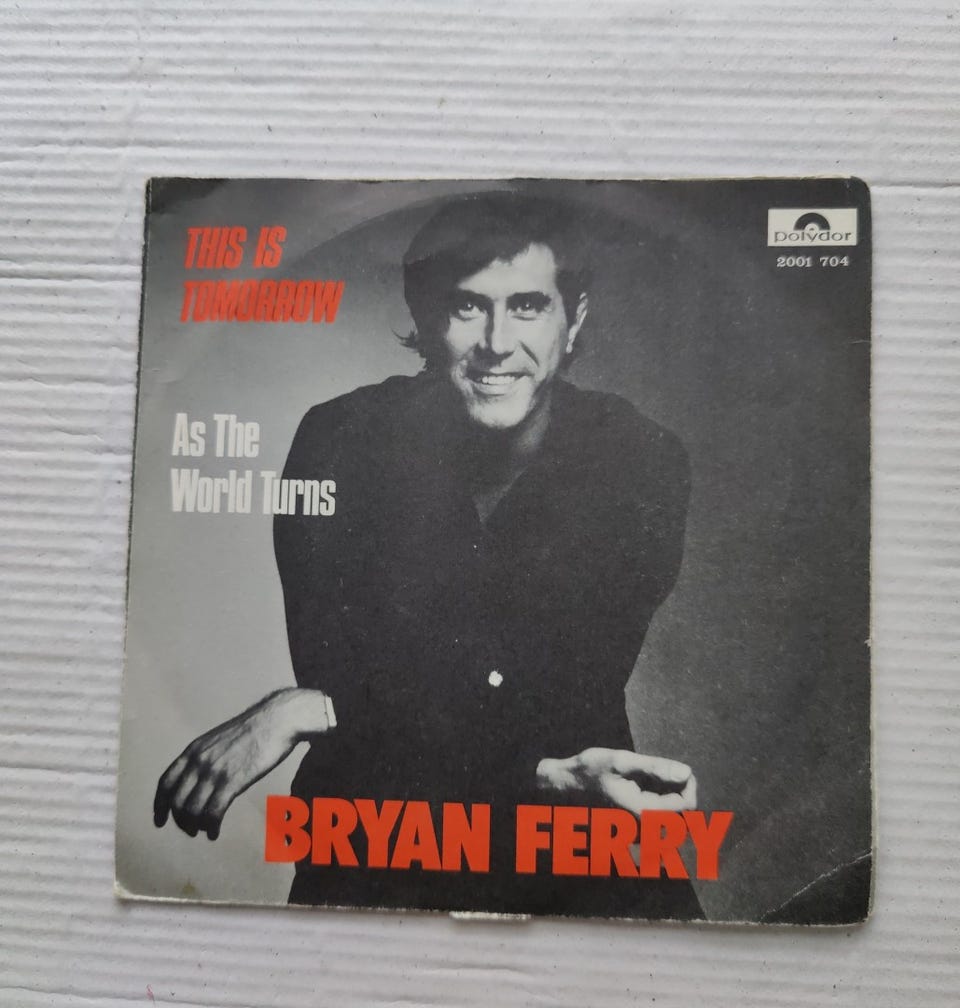 THIS IS
TOMORROW
polydor
2001 704
As The
World Turns
BRYAN FERRY